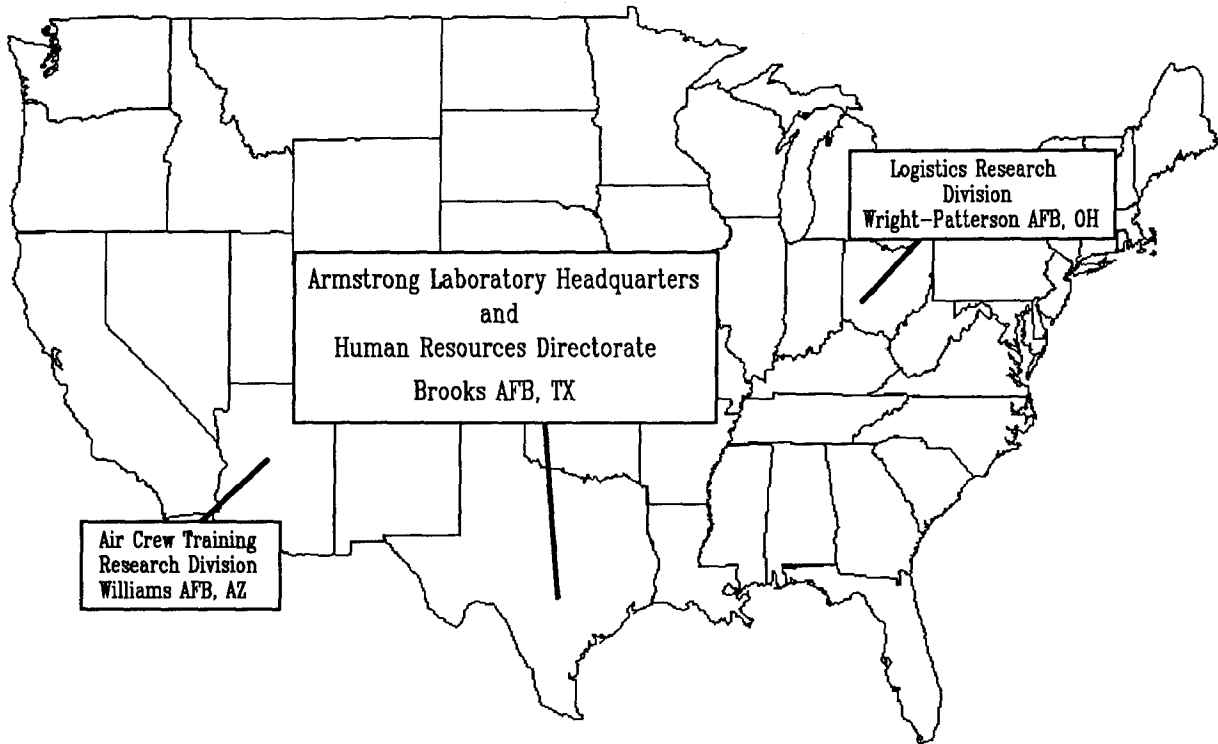 Logistics Research
Division
Wright-Patterson AFB, OH
Armstrong Laboratory Headquarters
and
Human Resources Directorate
Brooks AFB, TX
Air Crew Training
Research Division
Williams AFB, AZ